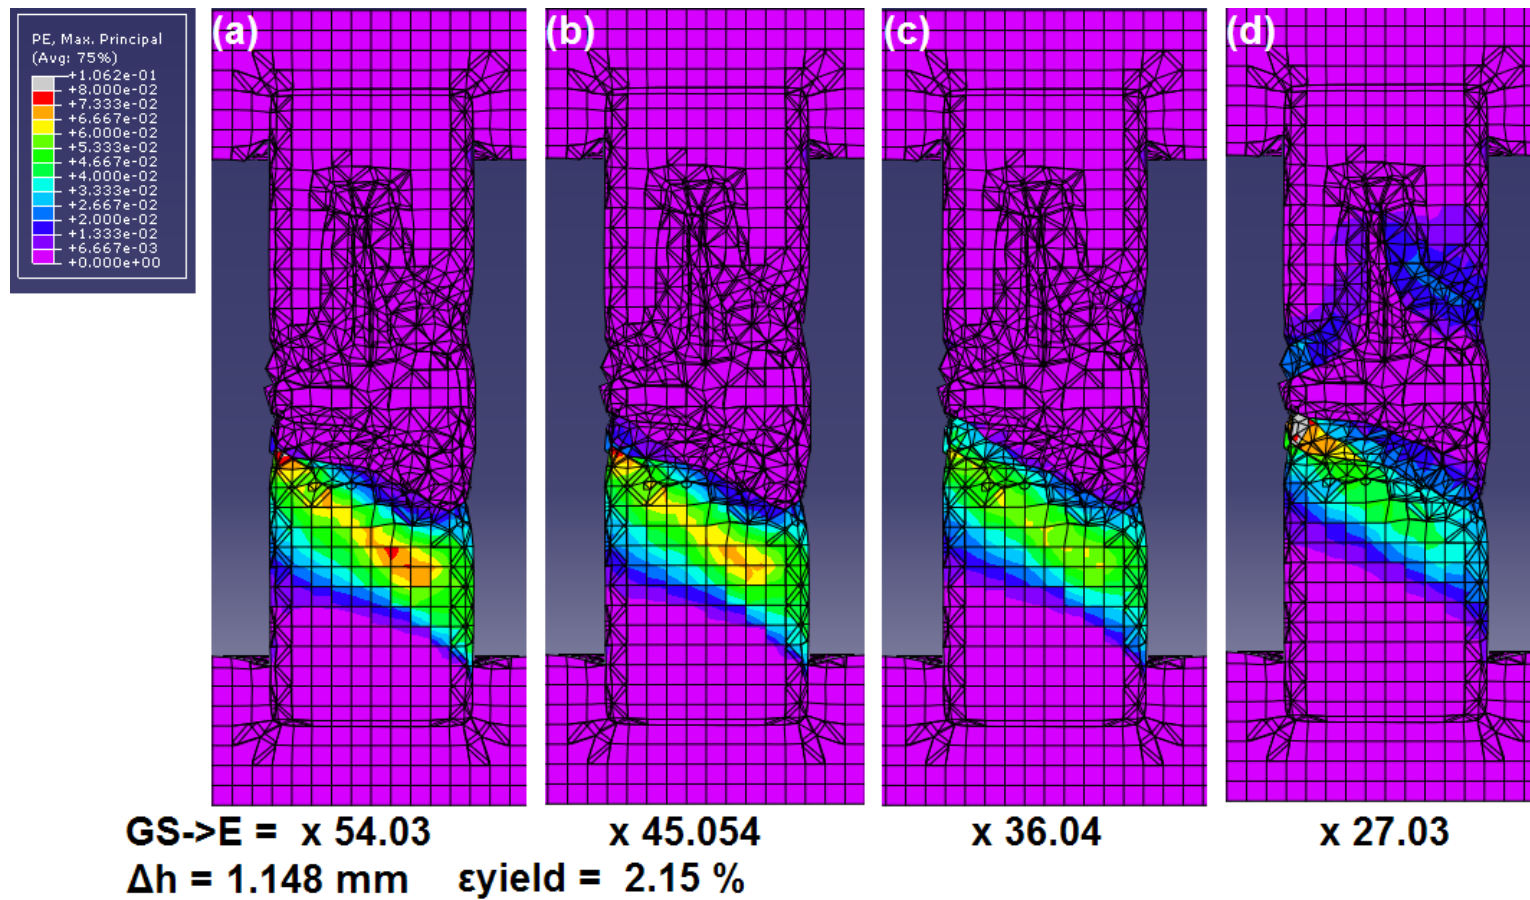 PE, Max. Principal
(Avg: 75%)
+1.062e-01
+8.000e-02
+7.333e-02
+6.667e-02
+6.000e-02
+5.333e-02
+4.667e-02
+4.000e-02
+3.333e-02
+2.667e-02
+2.000e-02
+1.333e-02
+6.667e-03
+0.000e+00
(a) (b) (c) (d)
GS->E = x 54.03 x 45.054 x 36.04 x 27.03
Δh = 1.148 mm εyield = 2.15 %